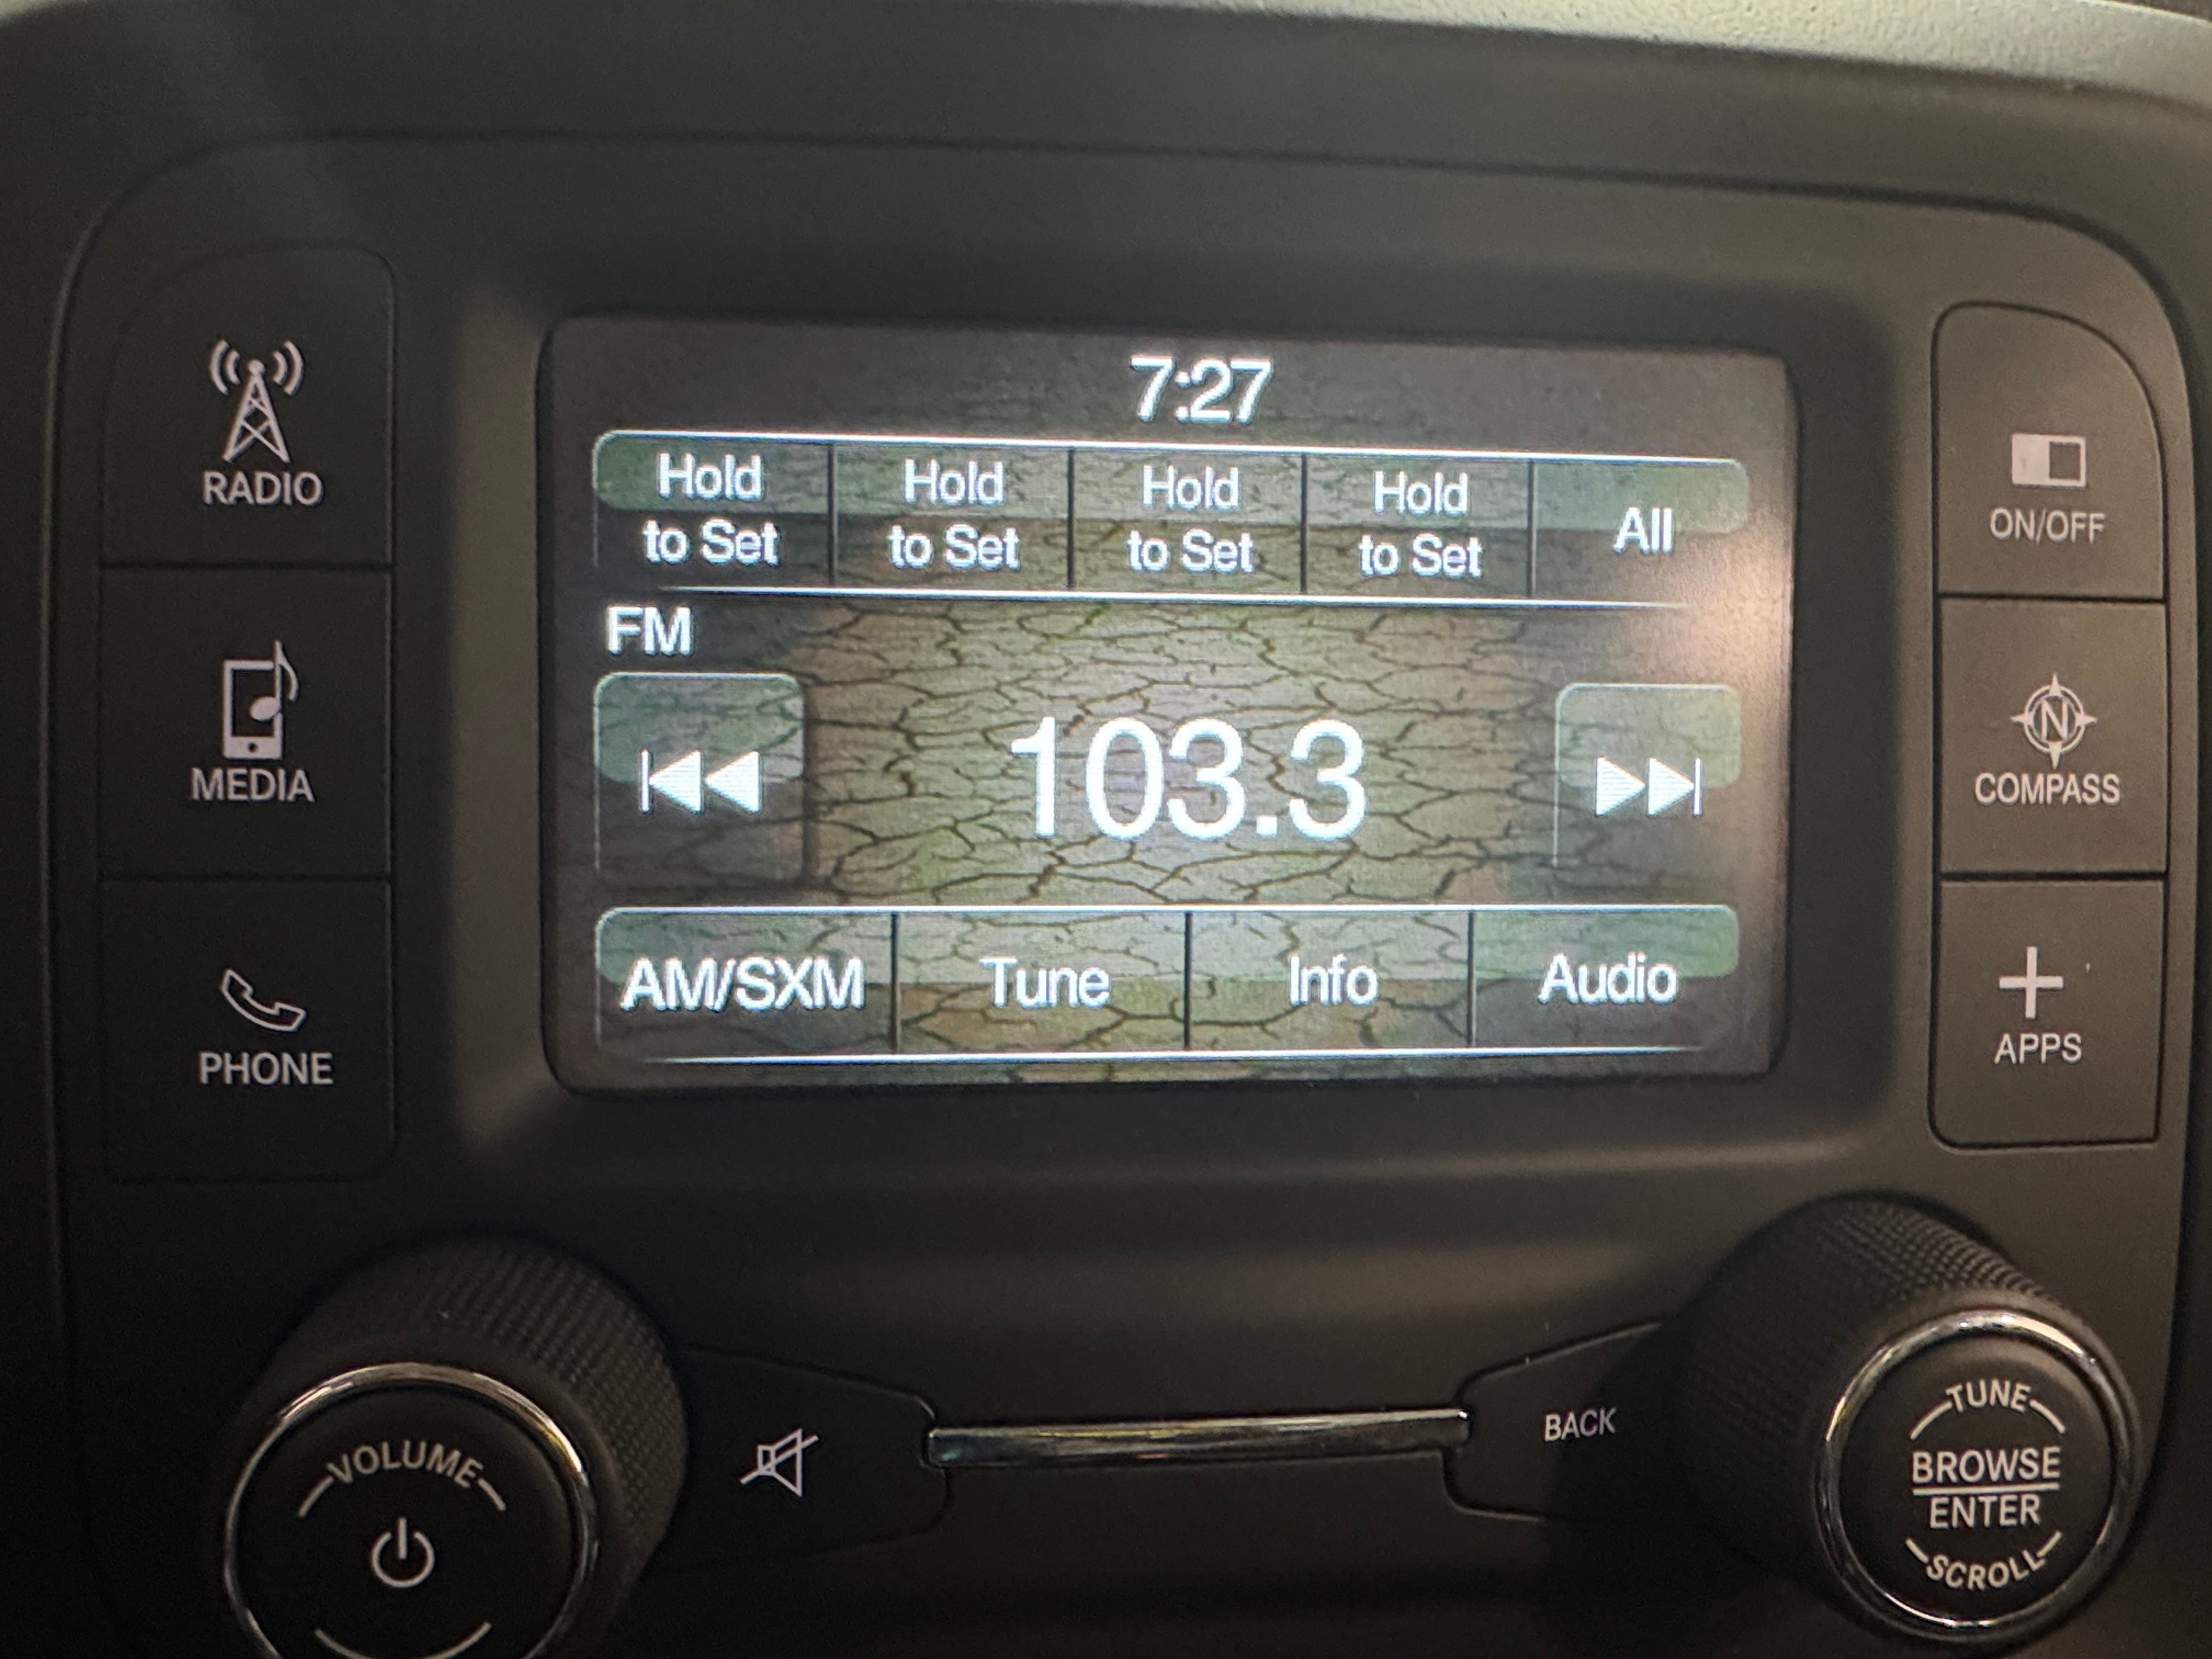 7:27
Hold Hold Hold Hold All
to Set to Set to Set to Set
FM
103.3
AM/SXM Tune Info Audio
RADIO
MEDIA
PHONE
ON/OFF
N
COMPASS
APPS
VOLUME
BACK
TUNE
BROWSE
ENTER
SCROLL